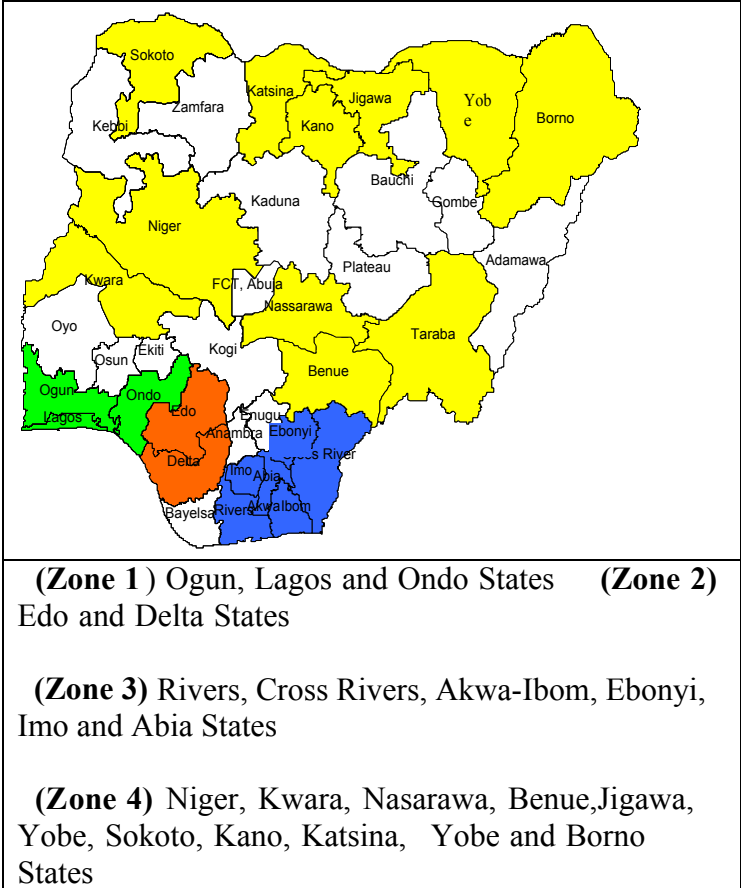 Sokoto
Katsina
Zamfara
Jigawa
Yob
e
Borno
Kebbi
Kano
Bauchi
Kaduna
Gombe
Niger
Adamawa
Plateau
Kwara
FCT, Abuja
Nassarawa
Taraba
Oyo
Osun
Ekiti
Kogi
Benue
Ogun
Ondo
Edo
Lagos
Enugu
Anambra
Ebonyi
River
Delta
Imo
Abia
Bayelsa
Rivers
AkwaIbom
(Zone 1 ) Ogun, Lagos and Ondo States (Zone 2)
Edo and Delta States
(Zone 3) Rivers, Cross Rivers, Akwa-Ibom, Ebonyi,
Imo and Abia States
(Zone 4) Niger, Kwara, Nasarawa, Benue,Jigawa,
Yobe, Sokoto, Kano, Katsina, Yobe and Borno
States